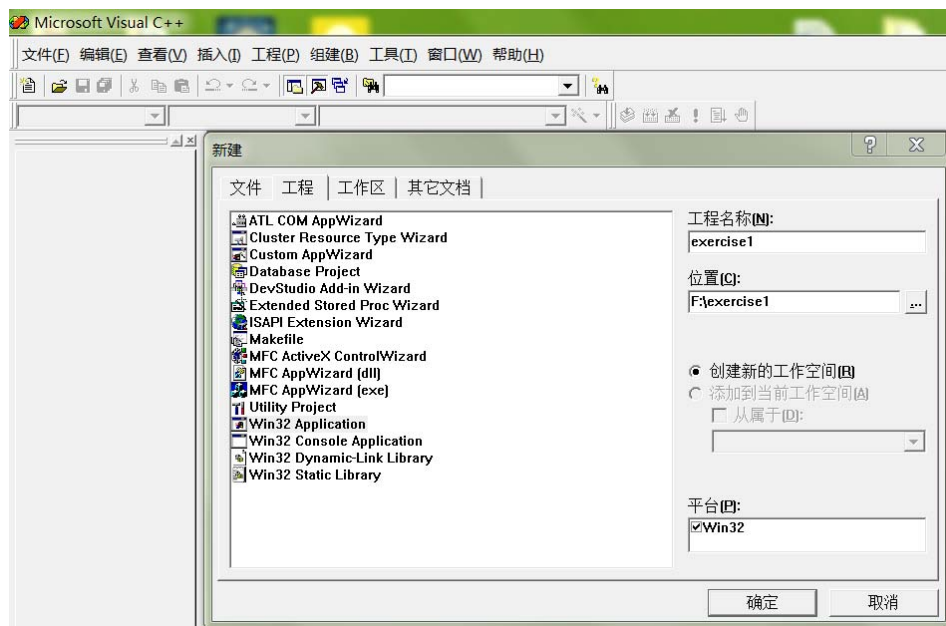 Microsoft Visual C++
文件(F) 编辑(E) 查看(V) 插入(I) 工程(P) 组建(B) 工具(T) 窗口(W) 帮助(H)
新建
文件 工程 工作区 其它文档
ATL COM AppWizard
Cluster Resource Type Wizard
Custom AppWizard
Database Project
DevStudio Add-in Wizard
Extended Stored Proc Wizard
ISAPI Extension Wizard
Makefile
MFC ActiveX ControlWizard
MFC AppWizard (dll)
MFC AppWizard (exe)
Utility Project
Win32 Application
Win32 Console Application
Win32 Dynamic-Link Library
Win32 Static Library
工程名称(N):
exercise1
位置(C):
F:\exercise1
...
创建新的工作空间(R)
添加到当前工作空间(A)
从属于(D):
平台(P):
Win32
确定 取消